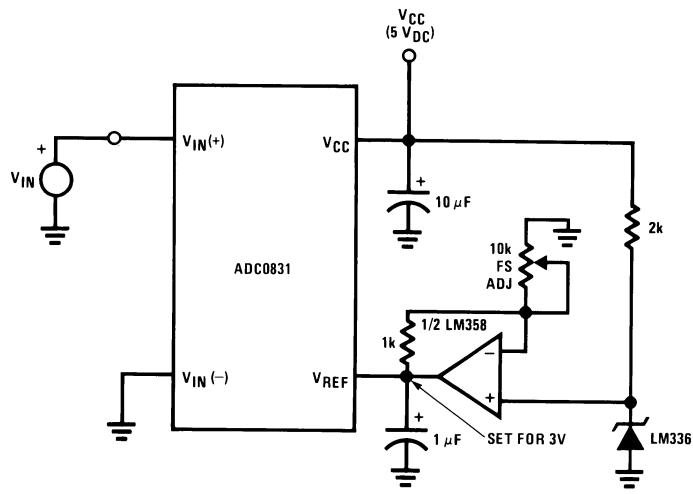 VCC
(5 VDC)
+
VIN
VIN(+)
VCC
+
10 μF
2k
10k
FS
ADJ
ADC0831
1/2 LM358
1k
−
+
VIN(−)
VREF
+
1 μF
SET FOR 3V
LM336